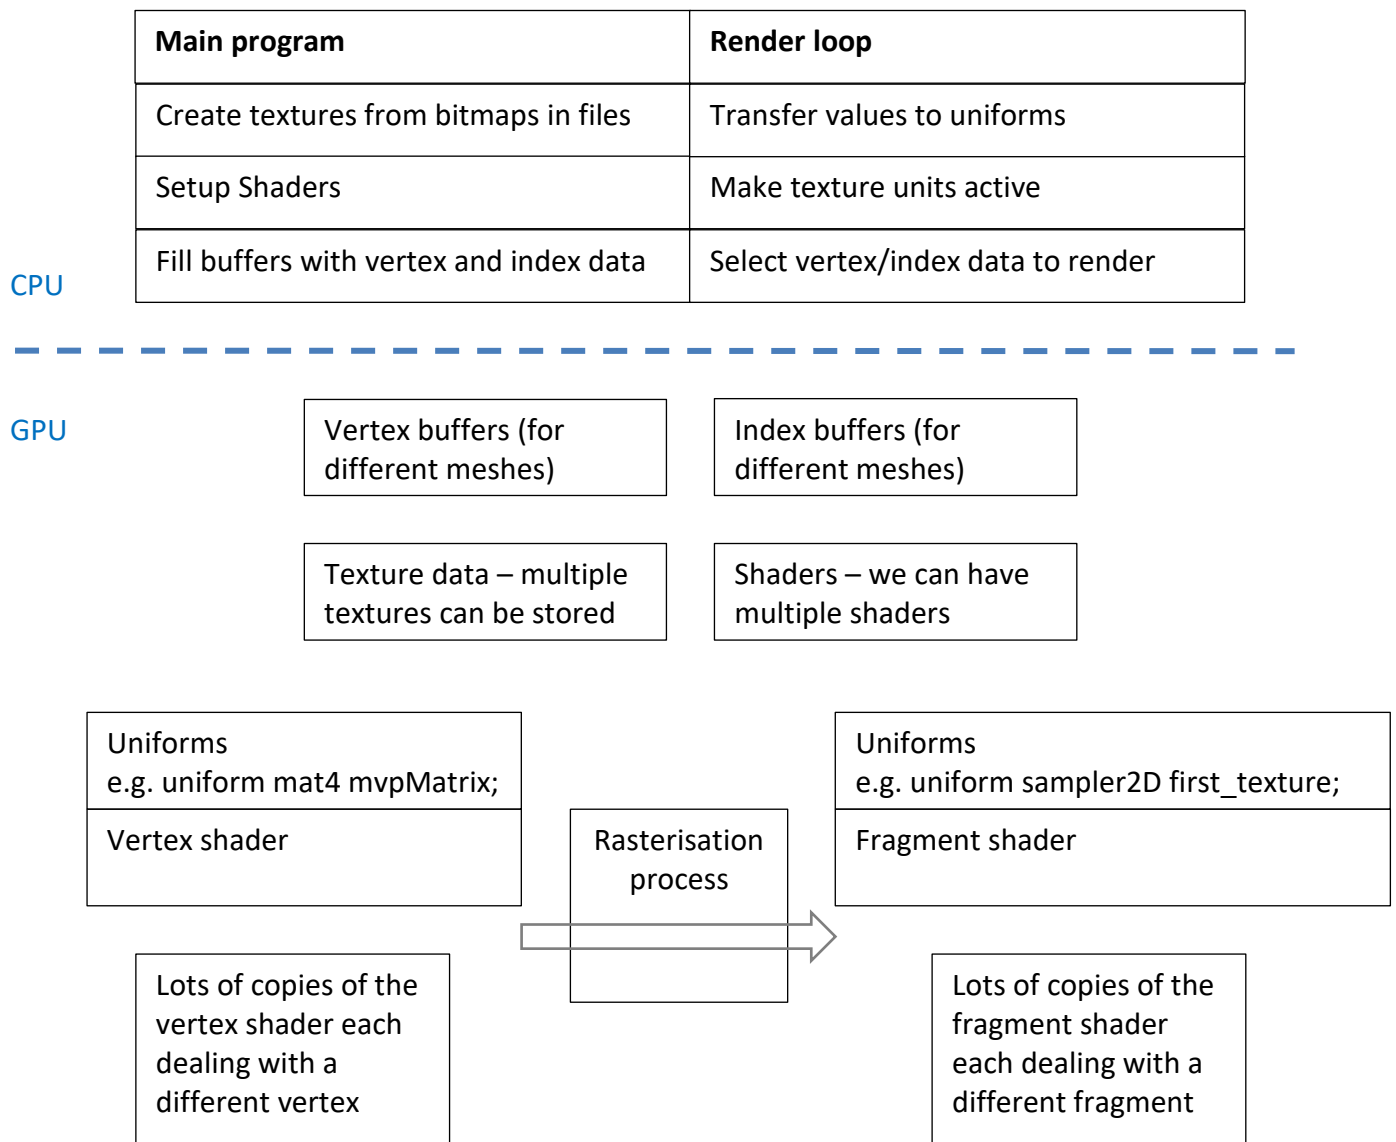 Main program
Render loop
Create textures from bitmaps in files
Transfer values to uniforms
Setup Shaders
Make texture units active
Fill buffers with vertex and index data
Select vertex/index data to render
CPU
GPU
Vertex buffers (for
different meshes)
Index buffers (for
different meshes)
Texture data – multiple
textures can be stored
Shaders – we can have
multiple shaders
Uniforms
e.g. uniform mat4 mvpMatrix;
Vertex shader
Rasterisation
process
Uniforms
e.g. uniform sampler2D first_texture;
Fragment shader
Lots of copies of the
vertex shader each
dealing with a
different vertex
Lots of copies of the
fragment shader
each dealing with a
different fragment